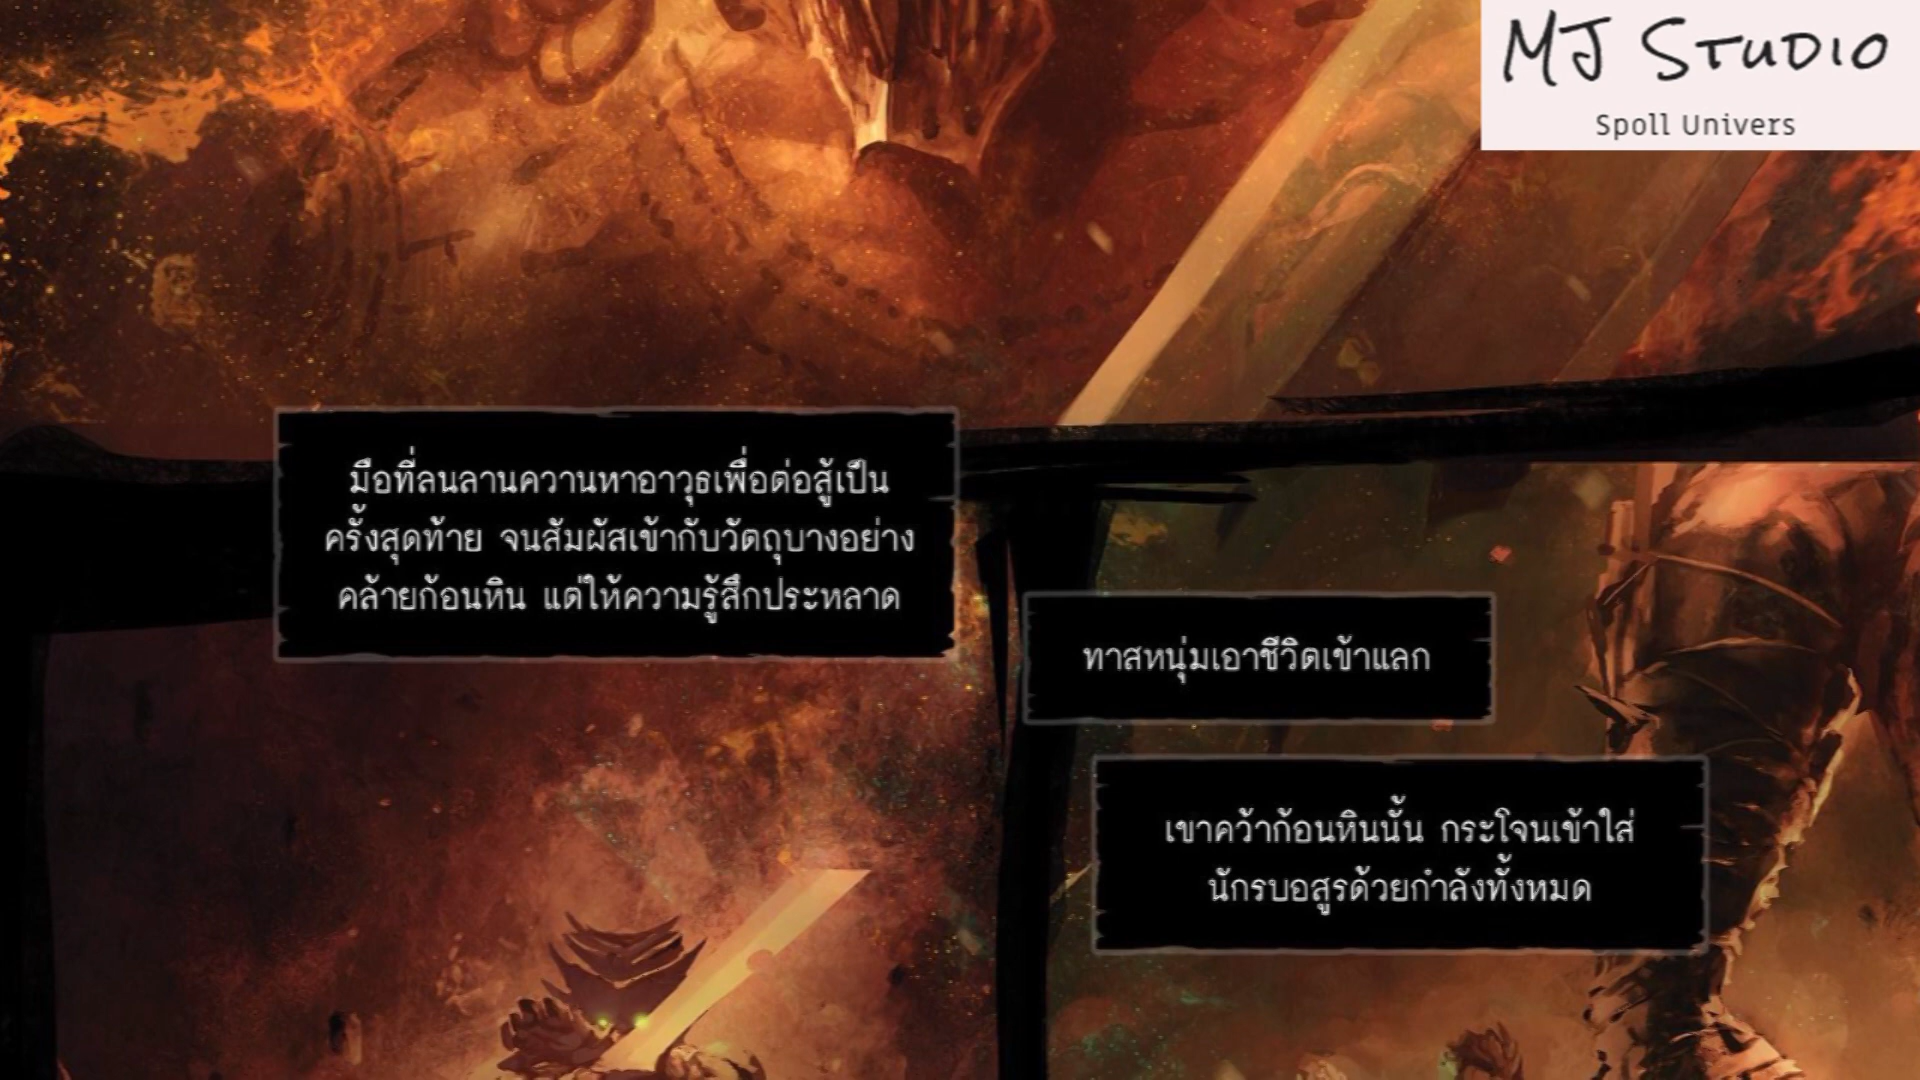 MJ STUDIO
Spoll Univers
มือที่ลนลานควานหาอาวุธเพื่อต่อสู้เป็น
ครั้งสุดท้าย จนสัมผัสเข้ากับวัตถุบางอย่าง
คล้ายก้อนหิน แต่ให้ความรู้สึกประหลาด
ทาสหนุ่มเอาชีวิตเข้าแลก
เขาคว้าก้อนหินนั้น กระโจนเข้าใส่
นักรบอสูรด้วยกำลังทั้งหมด